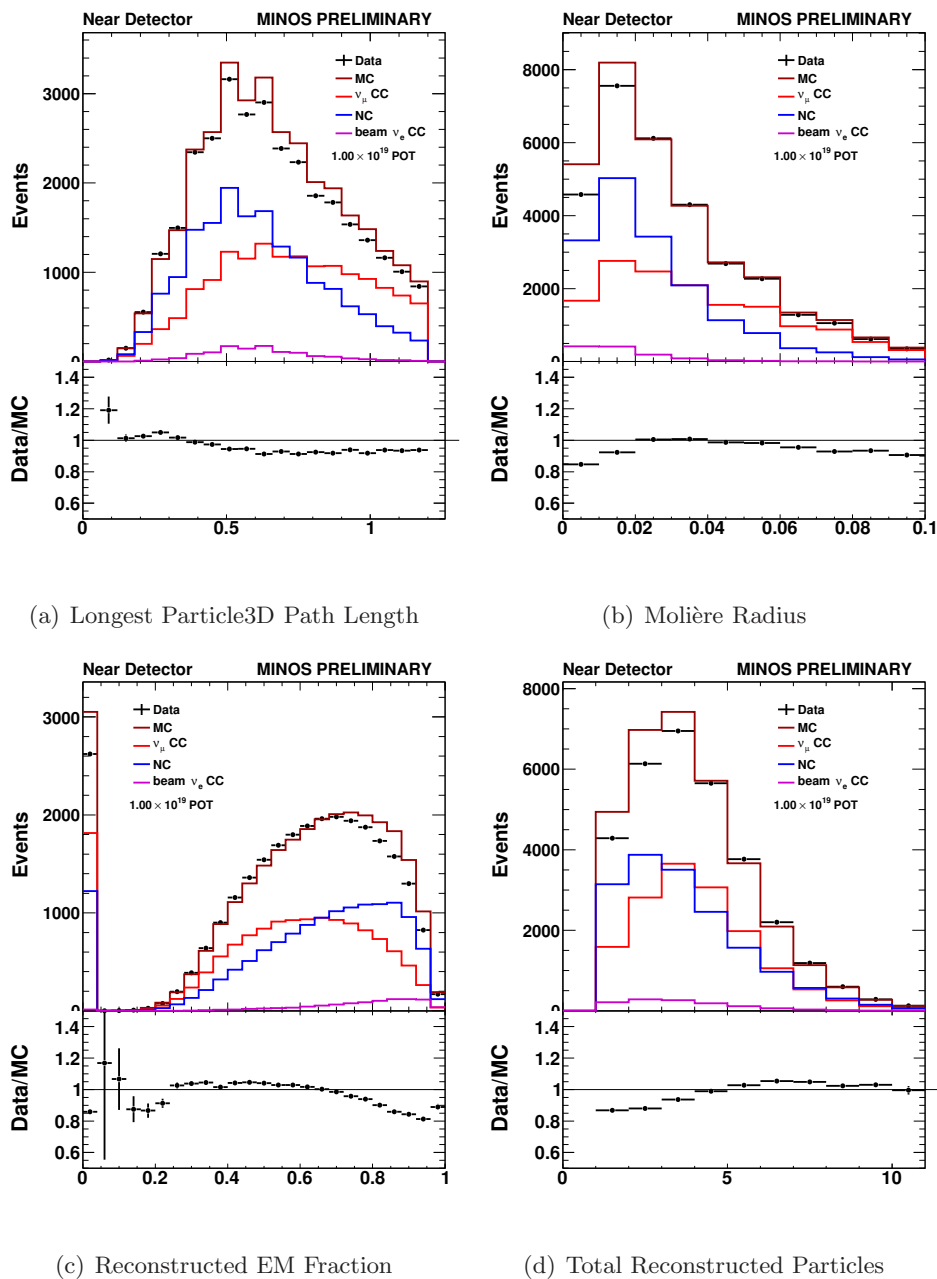 Near Detector MINOS PRELIMINARY
Data
MC
νμ CC
NC
beam νe CC
1.00 × 10^19 POT
Events
3000
2000
1000
0
Data/MC
1.4
1.2
1
0.8
0.6
0 0.5 1
(a) Longest Particle3D Path Length
Near Detector MINOS PRELIMINARY
Data
MC
νμ CC
NC
beam νe CC
1.00 × 10^19 POT
Events
8000
6000
4000
2000
0
Data/MC
1.4
1.2
1
0.8
0.6
0 0.02 0.04 0.06 0.08 0.1
(b) Molière Radius
Near Detector MINOS PRELIMINARY
Data
MC
νμ CC
NC
beam νe CC
1.00 × 10^19 POT
Events
3000
2000
1000
0
Data/MC
1.4
1.2
1
0.8
0.6
0 0.2 0.4 0.6 0.8 1
(c) Reconstructed EM Fraction
Near Detector MINOS PRELIMINARY
Data
MC
νμ CC
NC
beam νe CC
1.00 × 10^19 POT
Events
8000
6000
4000
2000
0
Data/MC
1.4
1.2
1
0.8
0.6
0 5 10
(d) Total Reconstructed Particles